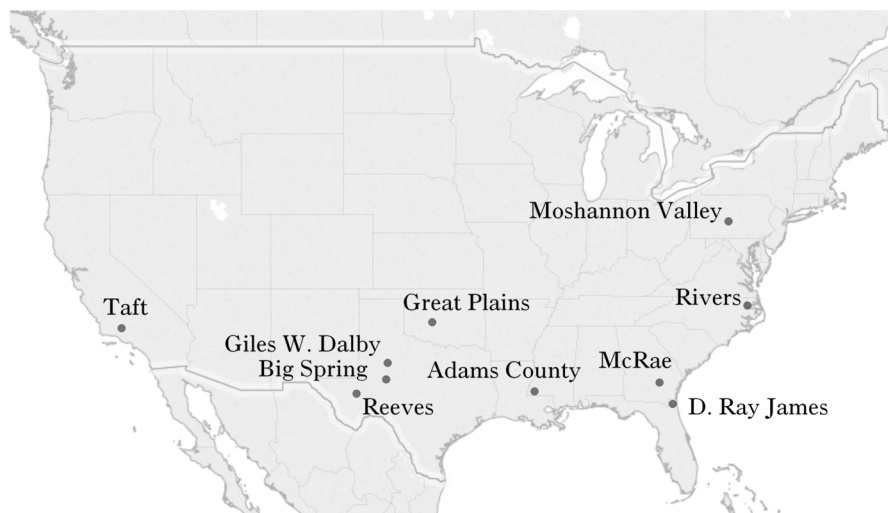 Moshannon Valley
Rivers
Great Plains
Taft
Giles W. Dalby
Big Spring
McRae
Adams County
Reeves
D. Ray James